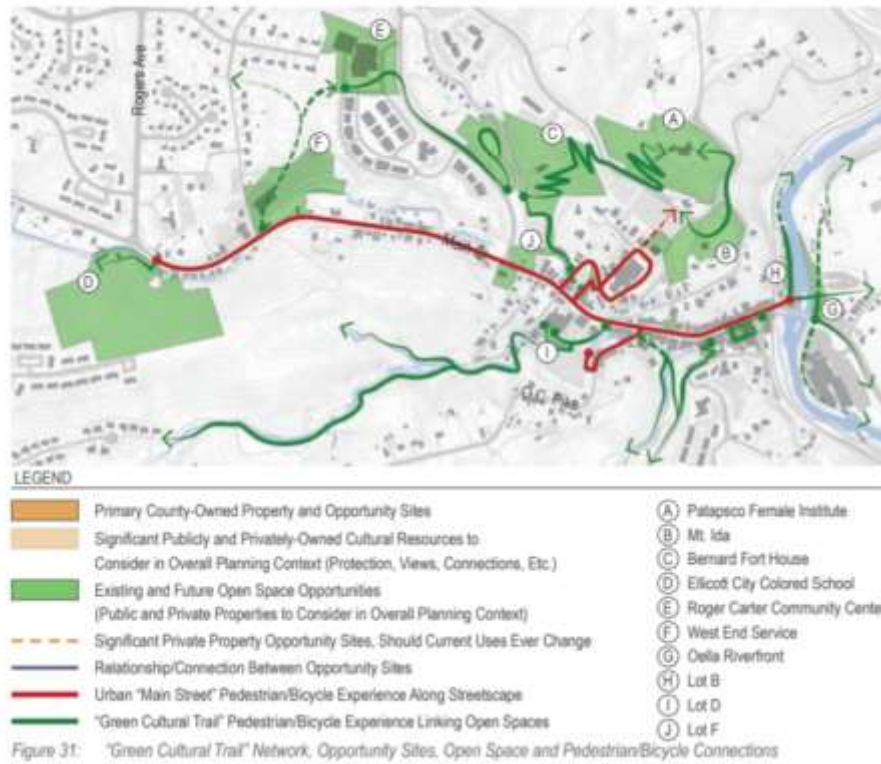 E
Rogers Ave
F
C
A
Main
J
B
D
H
G
I
LEGEND
Primary County-Owned Property and Opportunity Sites
Significant Publicly and Privately-Owned Cultural Resources to
Consider in Overall Planning Context (Protection, Views, Connections, Etc.)
Existing and Future Open Space Opportunities
(Public and Private Properties to Consider in Overall Planning Context)
Significant Private Property Opportunity Sites, Should Current Uses Ever Change
Relationship/Connection Between Opportunity Sites
Urban "Main Street" Pedestrian/Bicycle Experience Along Streetscape
"Green Cultural Trail" Pedestrian/Bicycle Experience Linking Open Spaces
A Patapsco Female Institute
B Mt. Ida
C Bernard Fort House
D Ellicott City Colored School
E Roger Carter Community Center
F West End Service
G Oella Riverfront
H Lot B
I Lot D
J Lot F
Figure 31: "Green Cultural Trail" Network, Opportunity Sites, Open Space and Pedestrian/Bicycle Connections